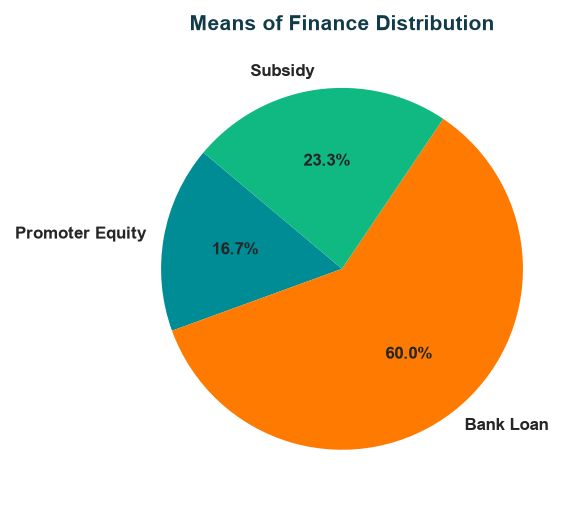 Means of Finance Distribution
Subsidy
23.3%
Promoter Equity
16.7%
60.0%
Bank Loan